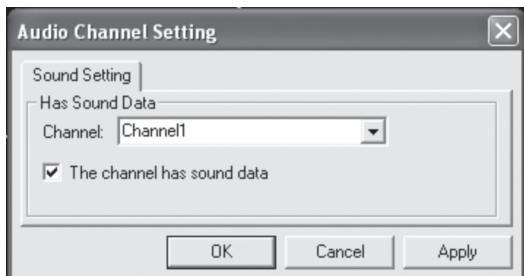 Audio Channel Setting
Sound Setting
Has Sound Data
Channel: Channel1
The channel has sound data
OK Cancel Apply